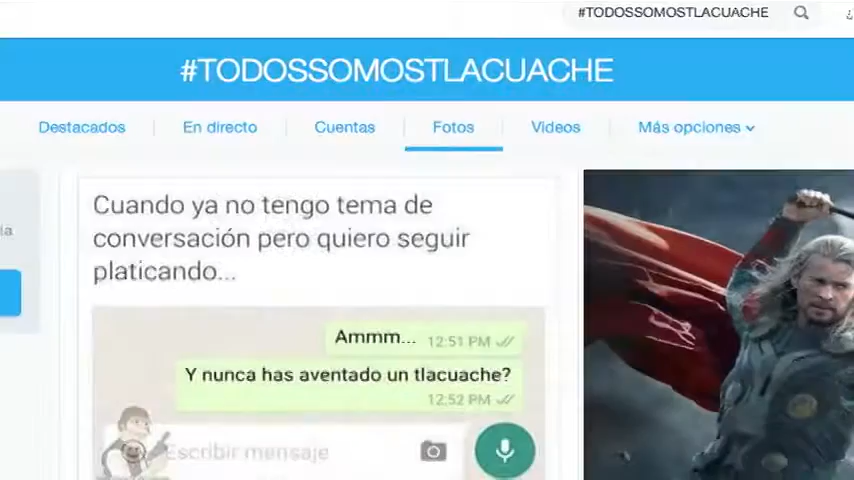 #TODOSSOMOSTLACUACHE
#TODOSSOMOSTLACUACHE
Destacados
En directo
Cuentas
Fotos
Videos
Más opciones
Cuando ya no tengo tema de
conversación pero quiero seguir
platicando...
Ammm... 12:51 PM
Y nunca has aventado un tlacuache?
12:52 PM
Escribir mensaje